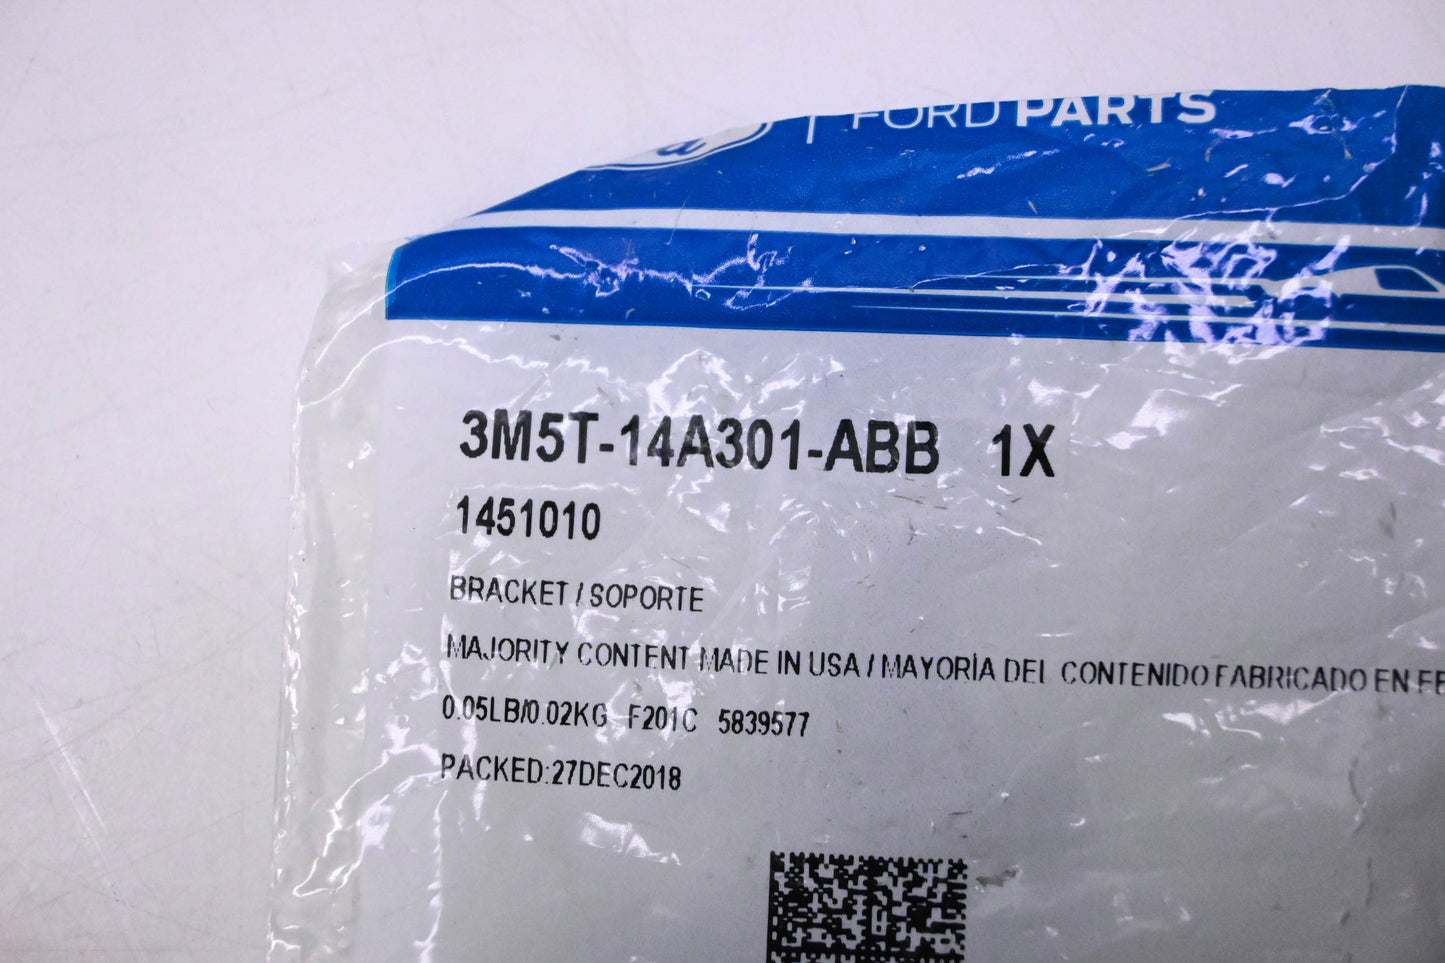 FORD PARTS
3M5T-14A301-ABB 1X
1451010
BRACKET / SOPORTE
MAJORITY CONTENT MADE IN USA / MAYORÍA DEL CONTENIDO FABRICADO EN
0.05LB/0.02KG F201C 5839577
PACKED:27DEC2018